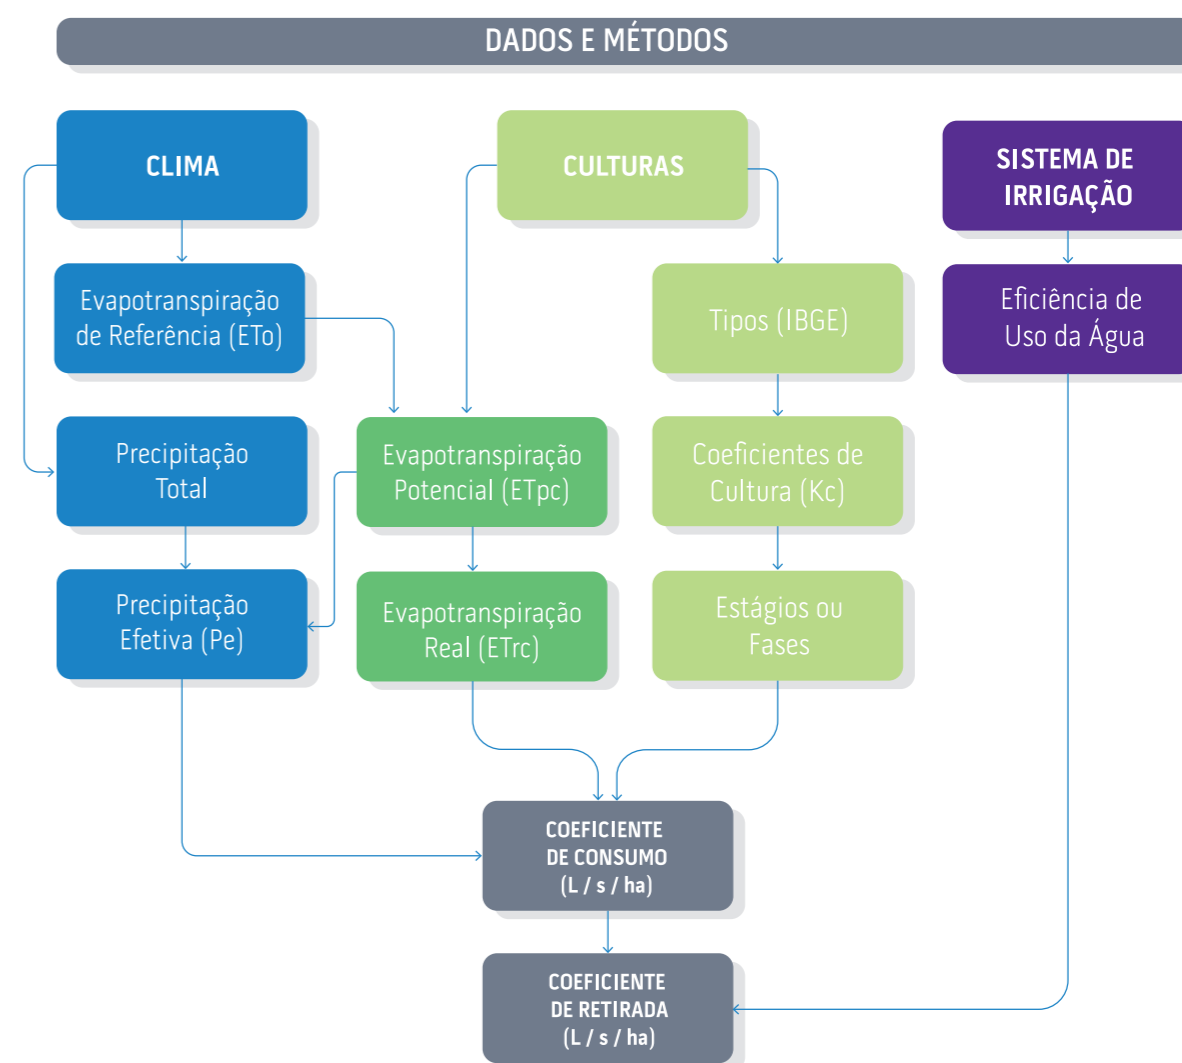 DADOS E MÉTODOS
CLIMA
CULTURAS
SISTEMA DE
IRRIGAÇÃO
Evapotranspiração
de Referência (ETo)
Tipos (IBGE)
Eficiência de
Uso da Água
Precipitação
Total
Evapotranspiração
Potencial (ETpc)
Coeficientes de
Cultura (Kc)
Precipitação
Efetiva (Pe)
Evapotranspiração
Real (ETrc)
Estágios ou
Fases
COEFICIENTE
DE CONSUMO
(L / s / ha)
COEFICIENTE
DE RETIRADA
(L / s / ha)